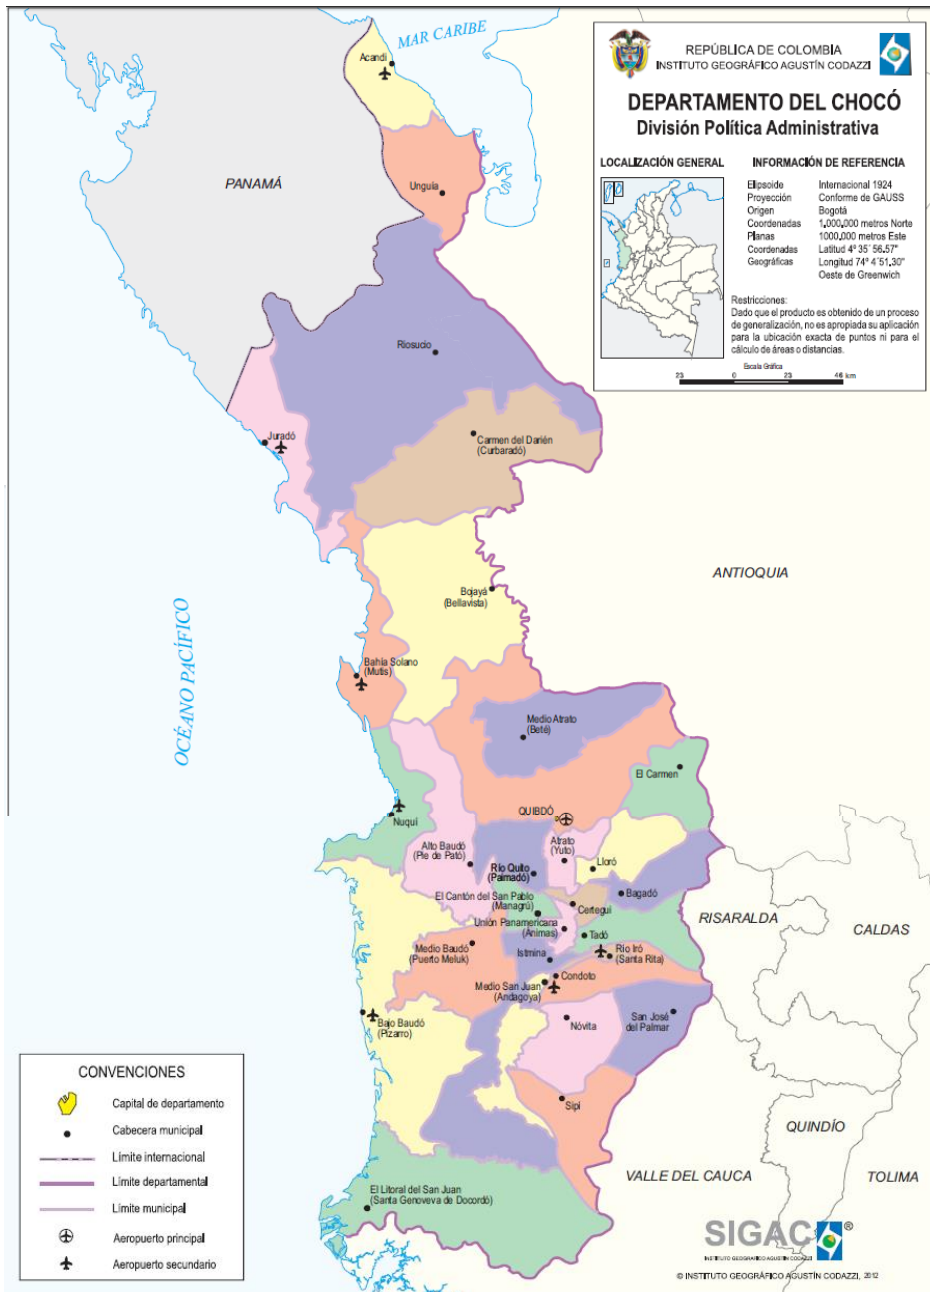 MAR CARIBE
Acandí
PANAMÁ
Unguía
Riosucio
Juradó
Carmen del Darién
(Curbaradó)
ANTIOQUIA
Bojayá
(Bellavista)
OCÉANO PACÍFICO
Bahía Solano
(Mutis)
Medio Atrato
(Beté)
El Carmen
QUIBDÓ
Nuquí
Alto Baudó
(Pie de Pató)
Atrato
(Yuto)
Lloró
Río Quito
(Paimadó)
Bagadó
El Cantón del San Pablo
(Managrú)
Cértegui
RISARALDA
CALDAS
Unión Panamericana
(Ánimas)
Tadó
Medio Baudó
(Puerto Meluk)
Istmina
Río Iró
(Santa Rita)
Condoto
Medio San Juan
(Andagoya)
Bajo Baudó
(Pizarro)
Nóvita
San José
del Palmar
Sipí
QUINDÍO
VALLE DEL CAUCA
TOLIMA
El Litoral del San Juan
(Santa Genoveva de Docordó)
REPÚBLICA DE COLOMBIA
INSTITUTO GEOGRÁFICO AGUSTÍN CODAZZI
DEPARTAMENTO DEL CHOCÓ
División Política Administrativa
LOCALIZACIÓN GENERAL
INFORMACIÓN DE REFERENCIA
Elipsoide Internacional 1924
Proyección Conforme de GAUSS
Origen Bogotá
Coordenadas 1,000,000 metros Norte
Planas 1000,000 metros Este
Coordenadas Latitud 4° 35´ 56,57"
Geográficas Longitud 74° 4´51,30"
Oeste de Greenwich
Restricciones:
Dado que el producto es obtenido de un proceso
de generalización, no es apropiada su aplicación
para la ubicación exacta de puntos ni para el
cálculo de áreas o distancias.
Escala Gráfica
23 0 23 46 km
CONVENCIONES
Capital de departamento
Cabecera municipal
Límite internacional
Límite departamental
Límite municipal
Aeropuerto principal
Aeropuerto secundario
SIGAC ®
INSTITUTO GEOGRAFICO AGUSTIN CODAZZI
© INSTITUTO GEOGRÁFICO AGUSTÍN CODAZZI, 2012